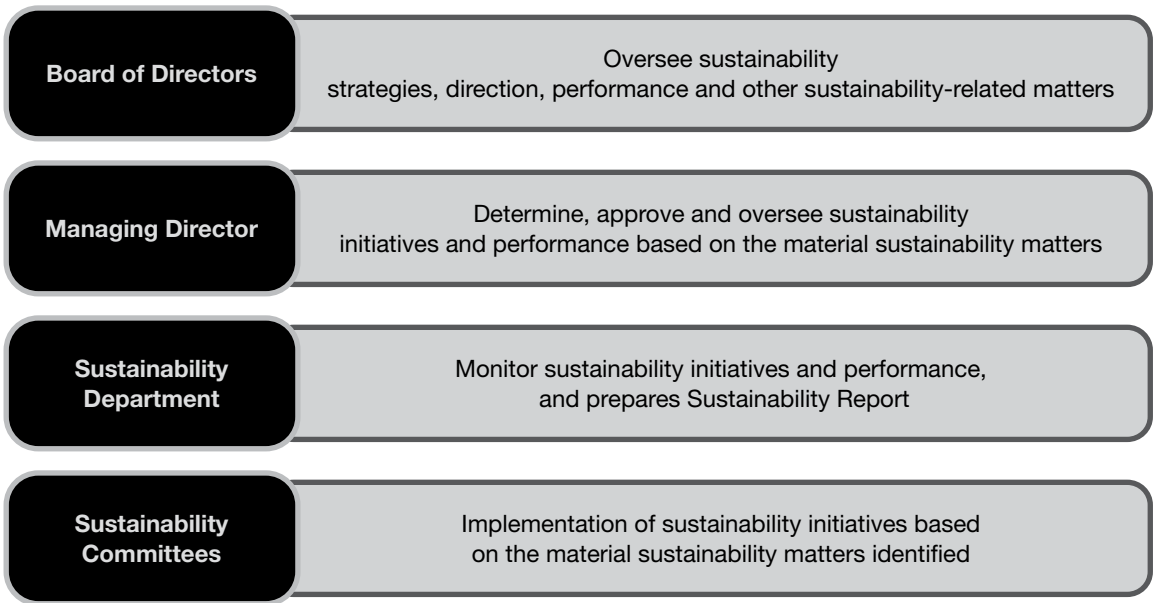 Board of Directors
Oversee sustainability
strategies, direction, performance and other sustainability-related matters
Managing Director
Determine, approve and oversee sustainability
initiatives and performance based on the material sustainability matters
Sustainability
Department
Monitor sustainability initiatives and performance,
and prepares Sustainability Report
Sustainability
Committees
Implementation of sustainability initiatives based
on the material sustainability matters identified